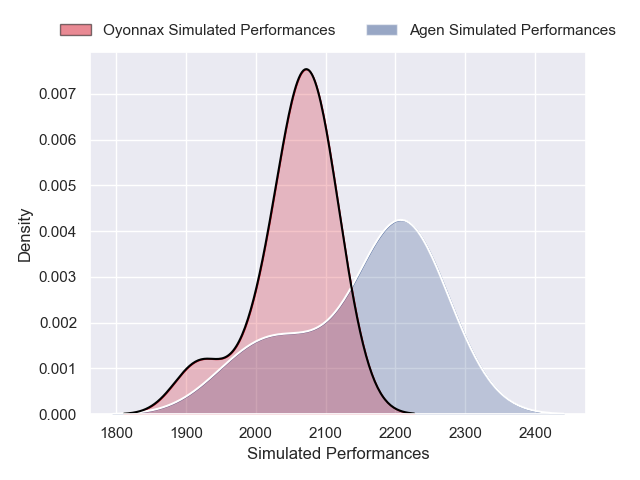 Oyonnax Simulated Performances
Agen Simulated Performances
Density
0.007
0.006
0.005
0.004
0.003
0.002
0.001
0.000
1800 1900 2000 2100 2200 2300 2400
Simulated Performances